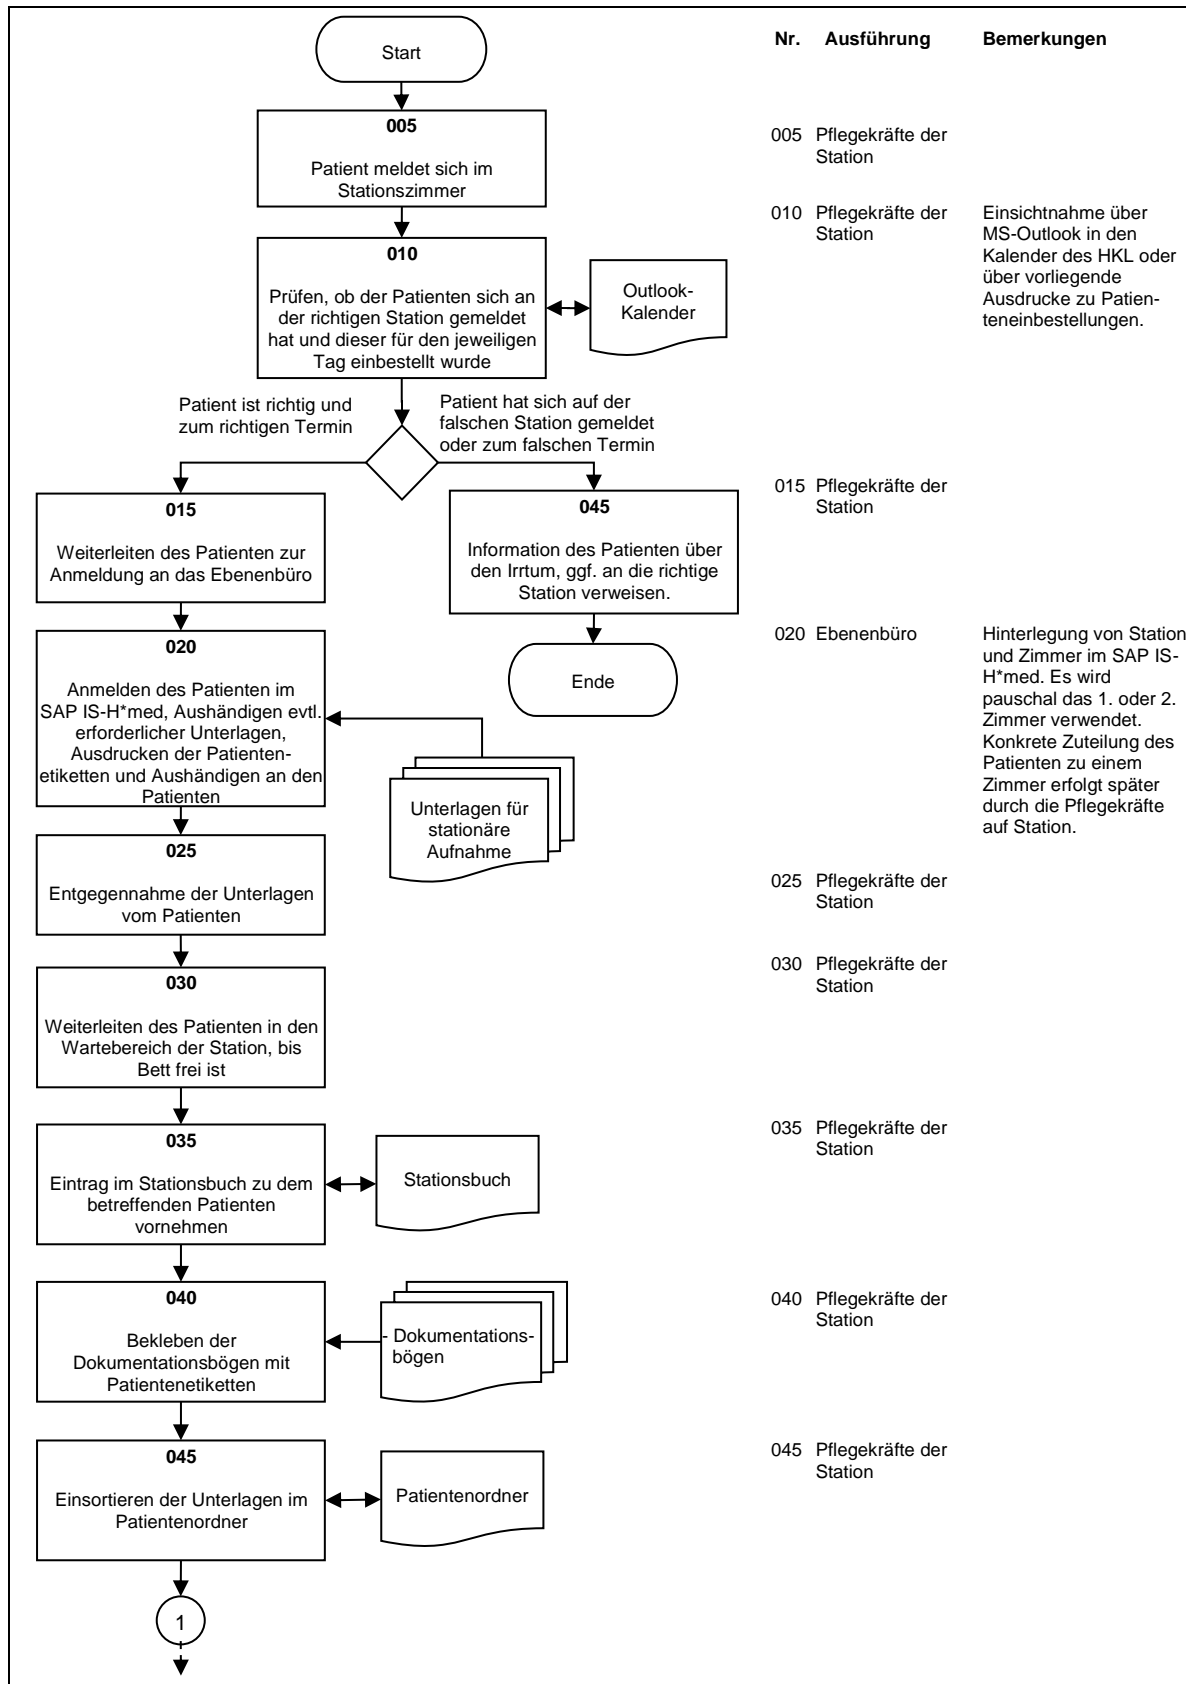 Start
Nr. Ausführung Bemerkungen
005
Patient meldet sich im
Stationszimmer
005 Pflegekräfte der
Station
010
Prüfen, ob der Patienten sich an
der richtigen Station gemeldet
hat und dieser für den jeweiligen
Tag einbestellt wurde
Outlook-
Kalender
010 Pflegekräfte der
Station
Einsichtnahme über
MS-Outlook in den
Kalender des HKL oder
über vorliegende
Ausdrucke zu Patien-
teneinbestellungen.
Patient ist richtig und
zum richtigen Termin
Patient hat sich auf der
falschen Station gemeldet
oder zum falschen Termin
015
Weiterleiten des Patienten zur
Anmeldung an das Ebenenbüro
045
Information des Patienten über
den Irrtum, ggf. an die richtige
Station verweisen.
015 Pflegekräfte der
Station
Ende
020
Anmelden des Patienten im
SAP IS-H*med, Aushändigen evtl.
erforderlicher Unterlagen,
Ausdrucken der Patienten-
etiketten und Aushändigen an den
Patienten
Unterlagen für
stationäre
Aufnahme
020 Ebenenbüro
Hinterlegung von Station
und Zimmer im SAP IS-
H*med. Es wird
pauschal das 1. oder 2.
Zimmer verwendet.
Konkrete Zuteilung des
Patienten zu einem
Zimmer erfolgt später
durch die Pflegekräfte
auf Station.
025
Entgegennahme der Unterlagen
vom Patienten
025 Pflegekräfte der
Station
030
Weiterleiten des Patienten in den
Wartebereich der Station, bis
Bett frei ist
030 Pflegekräfte der
Station
035
Eintrag im Stationsbuch zu dem
betreffenden Patienten
vornehmen
Stationsbuch
035 Pflegekräfte der
Station
040
Bekleben der
Dokumentationsbögen mit
Patientenetiketten
- Dokumentations-
bögen
040 Pflegekräfte der
Station
045
Einsortieren der Unterlagen im
Patientenordner
Patientenordner
045 Pflegekräfte der
Station
1